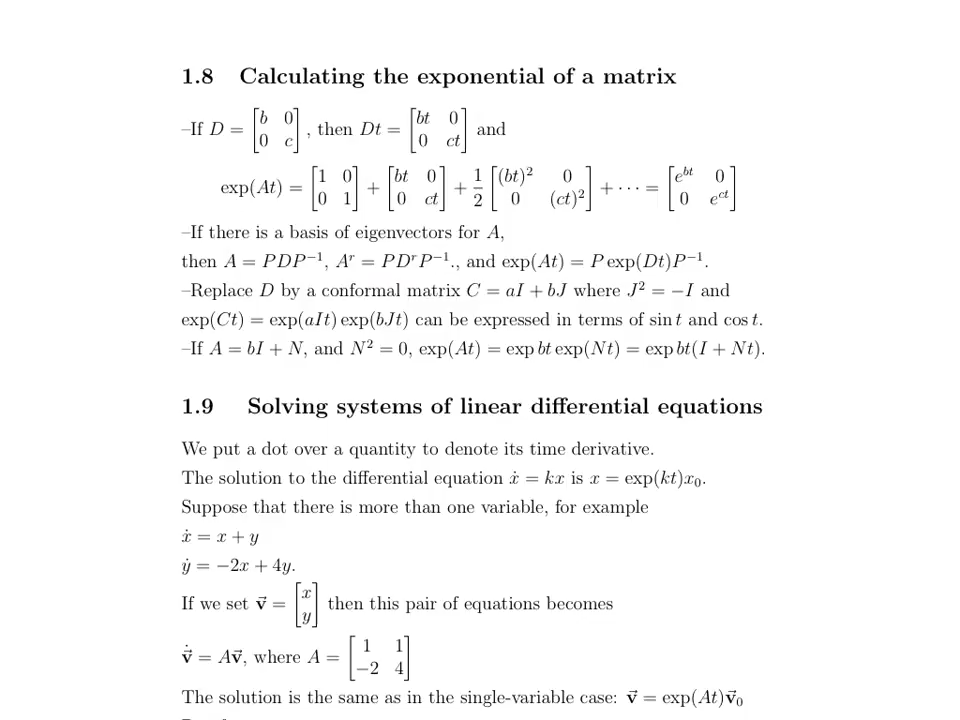 1.8 Calculating the exponential of a matrix
–If D = [b 0; 0 c], then Dt = [bt 0; 0 ct] and
exp(At) = [1 0; 0 1] + [bt 0; 0 ct] + 1/2 [(bt)² 0; 0 (ct)²] + ··· = [e^{bt} 0; 0 e^{ct}]
–If there is a basis of eigenvectors for A,
then A = PDP⁻¹, Aʳ = PDʳP⁻¹., and exp(At) = P exp(Dt)P⁻¹.
–Replace D by a conformal matrix C = aI + bJ where J² = −I and
exp(Ct) = exp(aIt) exp(bJt) can be expressed in terms of sin t and cos t.
–If A = bI + N, and N² = 0, exp(At) = exp bt exp(Nt) = exp bt(I + Nt).
1.9 Solving systems of linear differential equations
We put a dot over a quantity to denote its time derivative.
The solution to the differential equation ẋ = kx is x = exp(kt)x₀.
Suppose that there is more than one variable, for example
ẋ = x + y
ẏ = −2x + 4y.
If we set v⃗ = [x; y] then this pair of equations becomes
v⃗̇ = Av⃗, where A = [1 1; −2 4]
The solution is the same as in the single-variable case: v⃗ = exp(At)v⃗₀